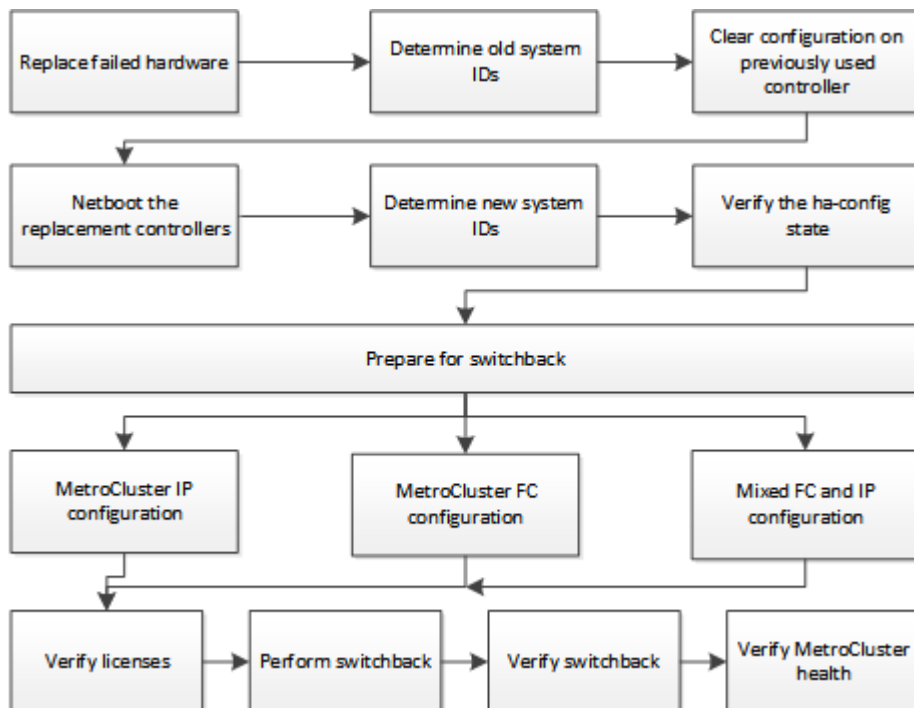 Replace failed hardware
Determine old system
IDs
Clear configuration on
previously used
controller
Netboot the
replacement controllers
Determine new system
IDs
Verify the ha-config
state
Prepare for switchback
MetroCluster IP
configuration
MetroCluster FC
configuration
Mixed FC and IP
configuration
Verify licenses
Perform switchback
Verify switchback
Verify MetroCluster
health